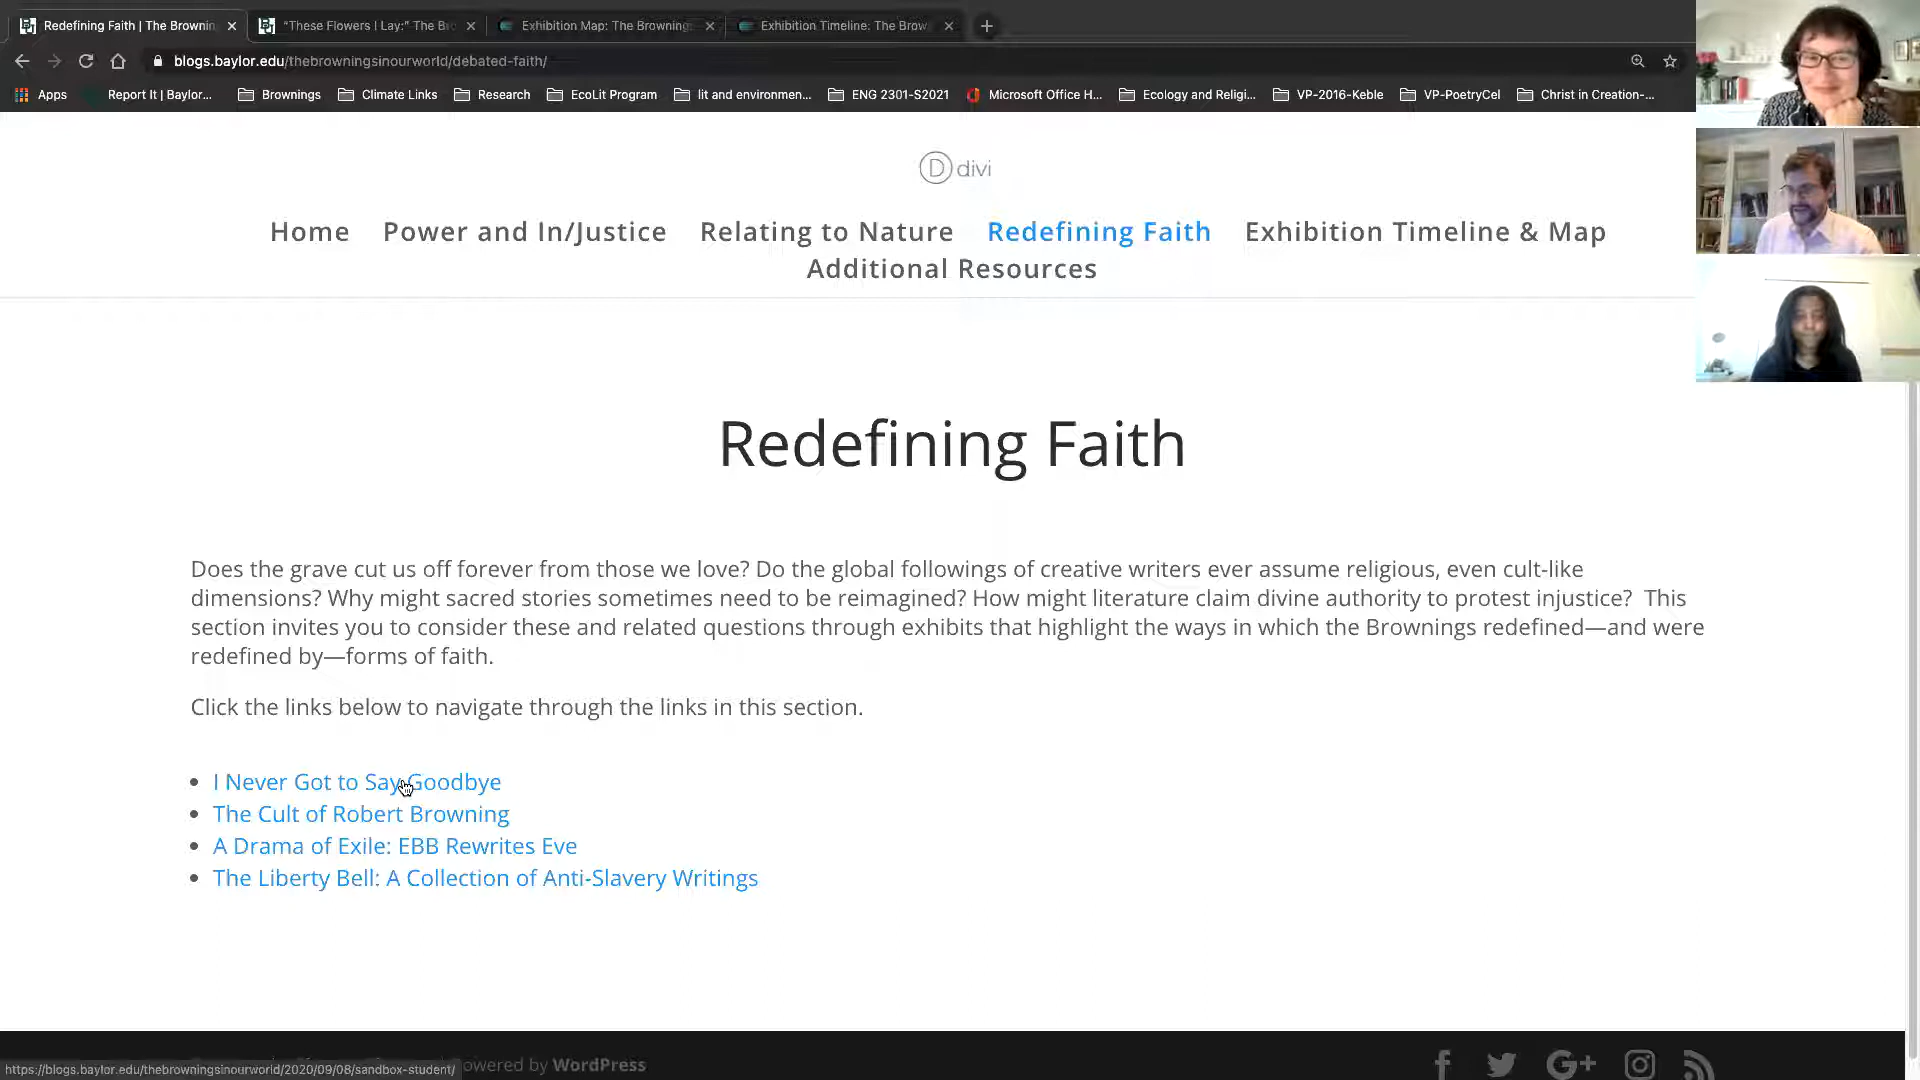 Redefining Faith | The Brownin
"These Flowers I Lay:" The Br
Exhibition Map: The Browning
Exhibition Timeline: The Brow
blogs.baylor.edu/thebrowningsinourworld/debated-faith/
Apps
Report It | Baylor...
Brownings
Climate Links
Research
EcoLit Program
lit and environmen...
ENG 2301-S2021
Microsoft Office H...
Ecology and Religi...
VP-2016-Keble
VP-PoetryCel
Christ in Creation-...
D divi
Home
Power and In/Justice
Relating to Nature
Redefining Faith
Exhibition Timeline & Map
Additional Resources
Redefining Faith
Does the grave cut us off forever from those we love? Do the global followings of creative writers ever assume religious, even cult-like
dimensions? Why might sacred stories sometimes need to be reimagined? How might literature claim divine authority to protest injustice?  This
section invites you to consider these and related questions through exhibits that highlight the ways in which the Brownings redefined—and were
redefined by—forms of faith.
Click the links below to navigate through the links in this section.
I Never Got to Say Goodbye
The Cult of Robert Browning
A Drama of Exile: EBB Rewrites Eve
The Liberty Bell: A Collection of Anti-Slavery Writings
owered by WordPress
https://blogs.baylor.edu/thebrowningsinourworld/2020/09/08/sandbox-student/